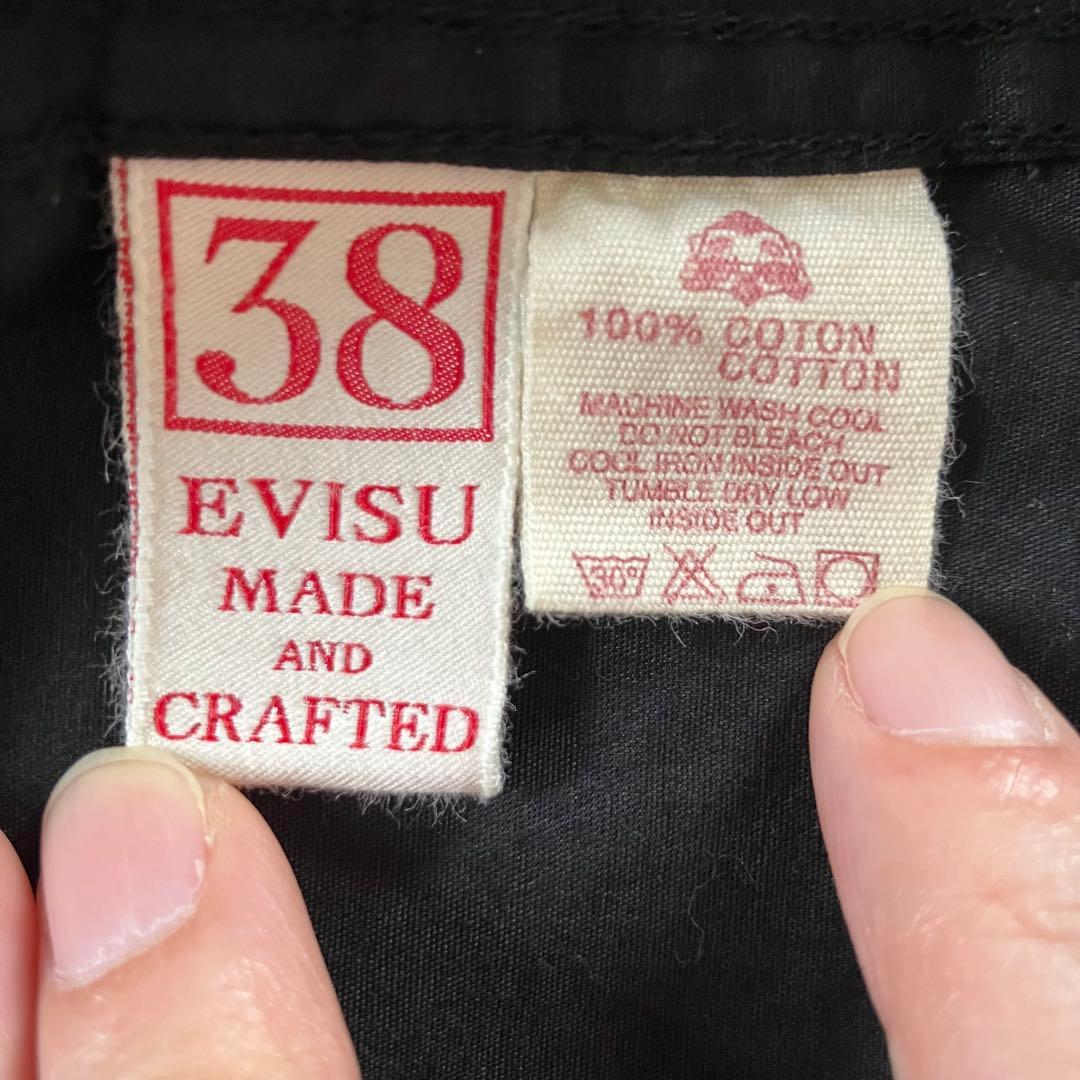 38
EVISU
MADE
AND
CRAFTED
100% COTON
COTTON
MACHINE WASH COOL
DO NOT BLEACH
COOL IRON INSIDE OUT
TUMBLE DRY LOW
INSIDE OUT
30°